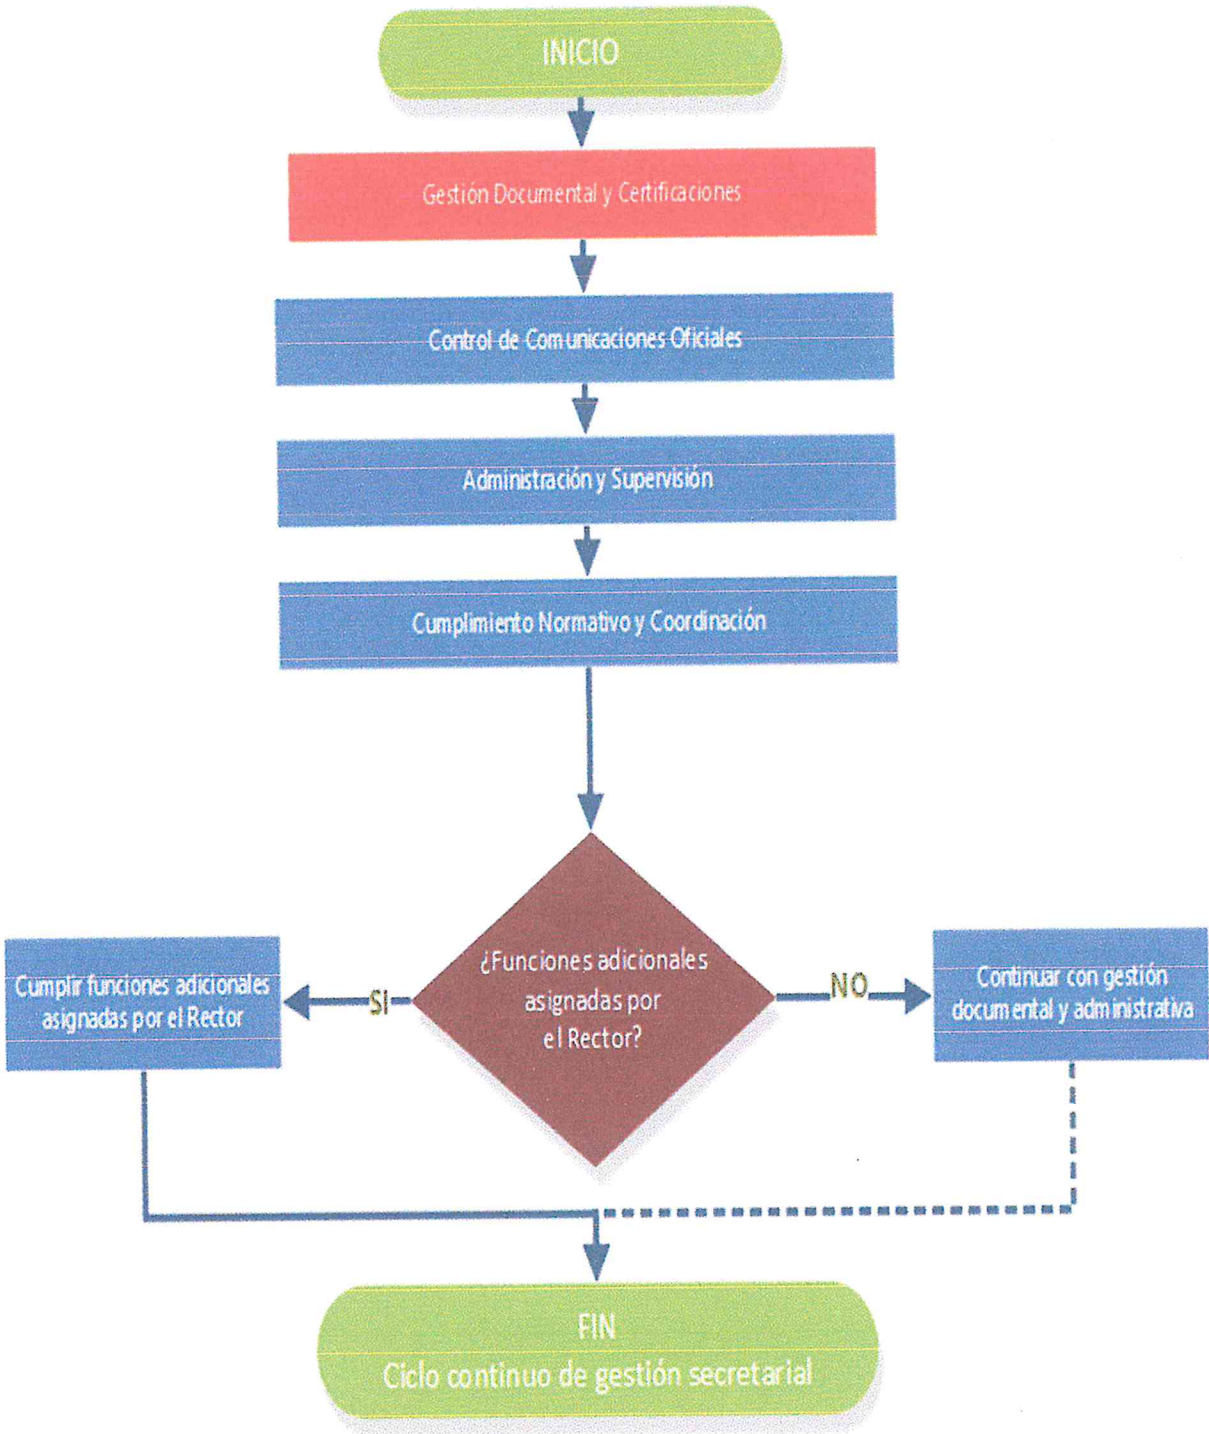 INICIO
Gestión Documental y Certificaciones
Control de Comunicaciones Oficiales
Administración y Supervisión
Cumplimiento Normativo y Coordinación
¿Funciones adicionales
asignadas por
el Rector?
SI
NO
Cumplir funciones adicionales
asignadas por el Rector
Continuar con gestión
documental y administrativa
FIN
Ciclo continuo de gestión secretarial